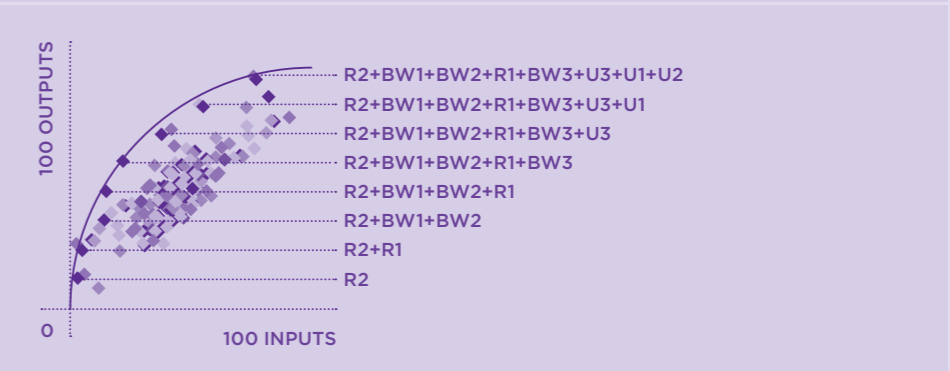 100 OUTPUTS
R2+BW1+BW2+R1+BW3+U3+U1+U2
R2+BW1+BW2+R1+BW3+U3+U1
R2+BW1+BW2+R1+BW3+U3
R2+BW1+BW2+R1+BW3
R2+BW1+BW2+R1
R2+BW1+BW2
R2+R1
R2
0
100 INPUTS